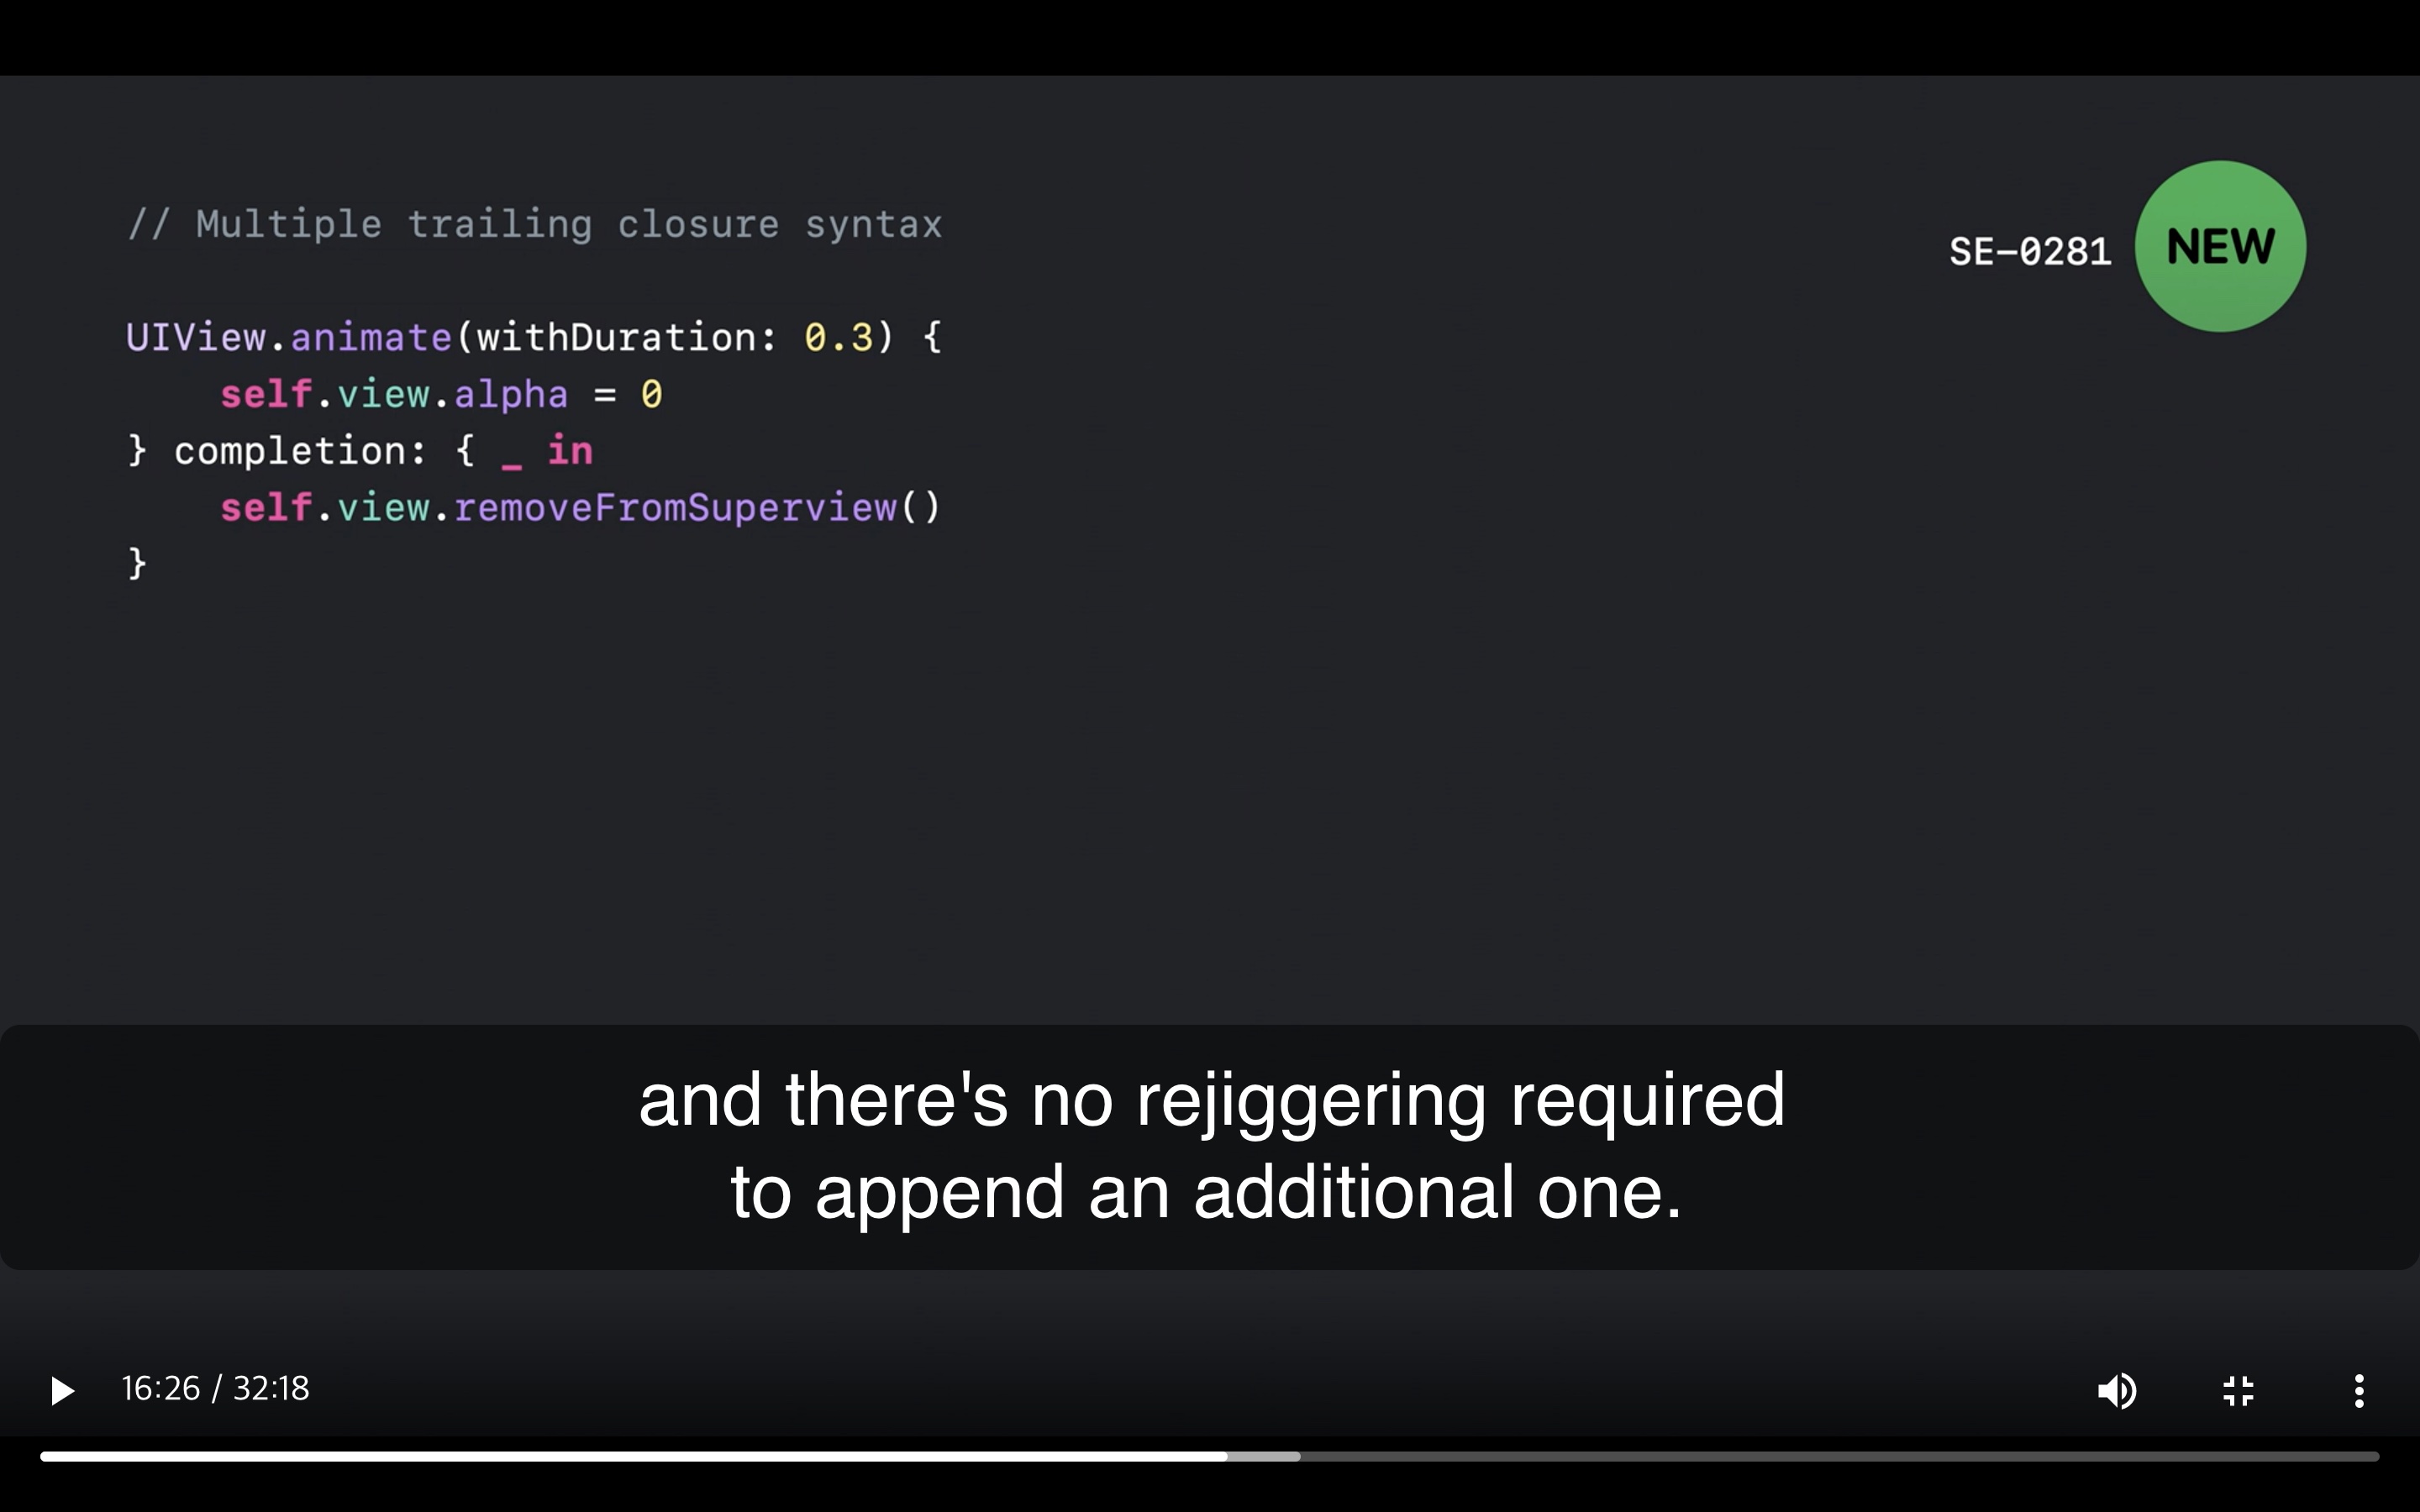 // Multiple trailing closure syntax
SE-0281
NEW
UIView.animate(withDuration: 0.3) {
    self.view.alpha = 0
} completion: { _ in
    self.view.removeFromSuperview()
}
and there's no rejiggering required
to append an additional one.
16:26 / 32:18